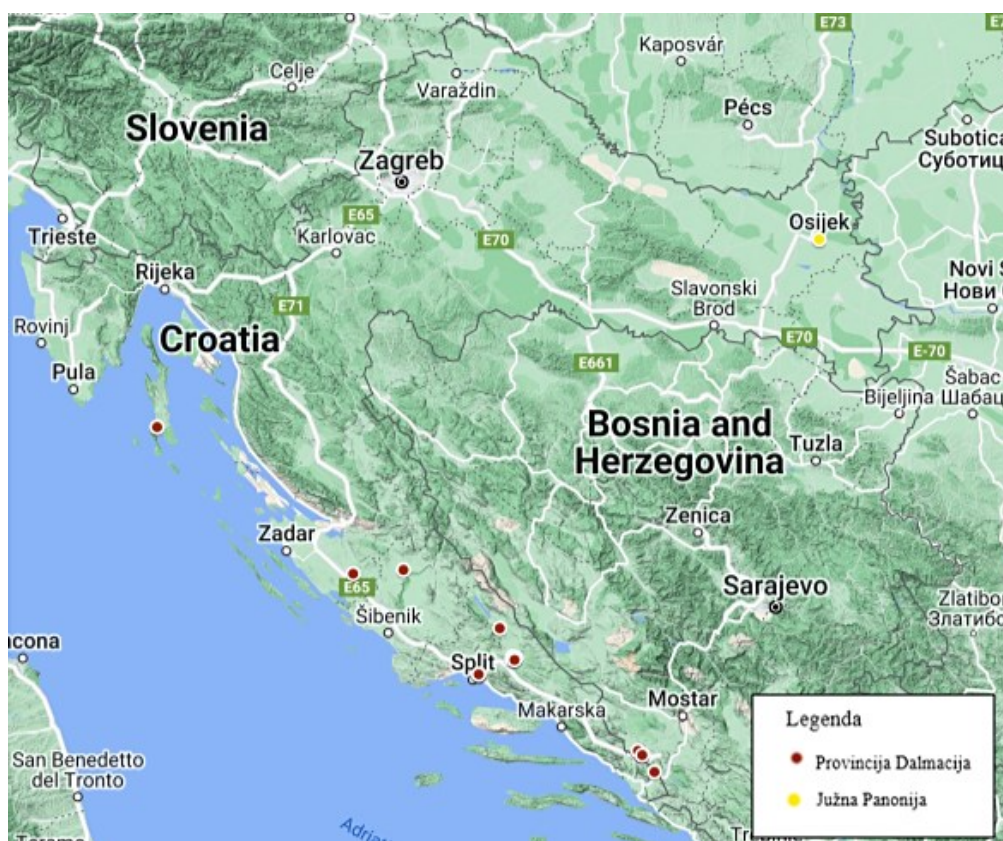 E73
Kaposvár
Celje
Varaždin
Pécs
Slovenia
Subotica
Суботиц
Zagreb
E65
Osijek
Trieste
Karlovac
E70
Rijeka
Novi S
Нови
Slavonski
Brod
E71
Rovinj
Croatia
E70
E-70
Pula
E661
Šabac
Шабац
Bijeljina
Bosnia and
Herzegovina
Tuzla
Zenica
Zadar
E65
Sarajevo
Zlatibor
Златибо
Šibenik
cona
Split
Mostar
Makarska
Legenda
San Benedetto
del Tronto
Provincija Dalmacija
Južna Panonija
Adria